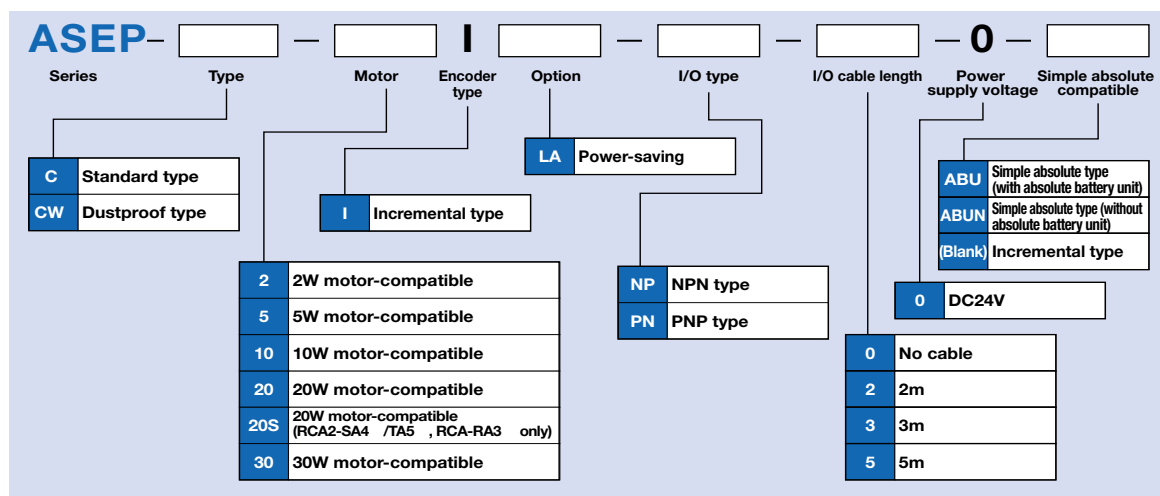 ASEP– – I – – – 0 –
Series
Type
Motor
Encoder
type
Option
I/O type
I/O cable length
Power
supply voltage
Simple absolute
compatible
C Standard type
CW Dustproof type
I Incremental type
LA Power-saving
ABU Simple absolute type
(with absolute battery unit)
ABUN Simple absolute type (without
absolute battery unit)
(Blank) Incremental type
2 2W motor-compatible
5 5W motor-compatible
10 10W motor-compatible
20 20W motor-compatible
20S 20W motor-compatible
(RCA2-SA4 /TA5 , RCA-RA3 only)
30 30W motor-compatible
NP NPN type
PN PNP type
0 DC24V
0 No cable
2 2m
3 3m
5 5m